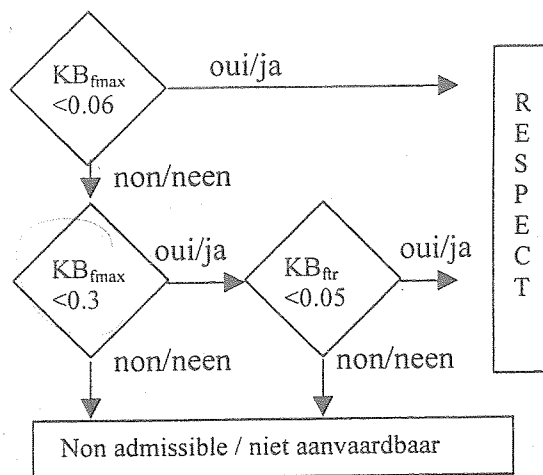 KBfmax
<0.06
oui/ja
RESPECT
non/neen
KBfmax
<0.3
oui/ja
KBftr
<0.05
oui/ja
non/neen
non/neen
Non admissible / niet aanvaardbaar